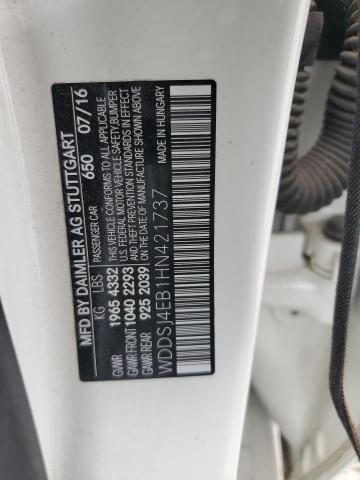 MFD BY DAIMLER AG STUTTGART
PASSENGER CAR 650 07/16
KG LBS THIS CAR CONFORMS TO ALL APPLICABLE
U.S. FEDERAL MOTOR VEHICLE SAFETY, BUMPER
GVWR 1965 4332 AND THEFT PREVENTION STANDARDS IN EFFECT
GAWR FRONT 1040 2293 ON THE DATE OF MANUFACTURE SHOWN ABOVE
GAWR REAR 925 2039 MADE IN HUNGARY
WDDSJ4EB1HN421737